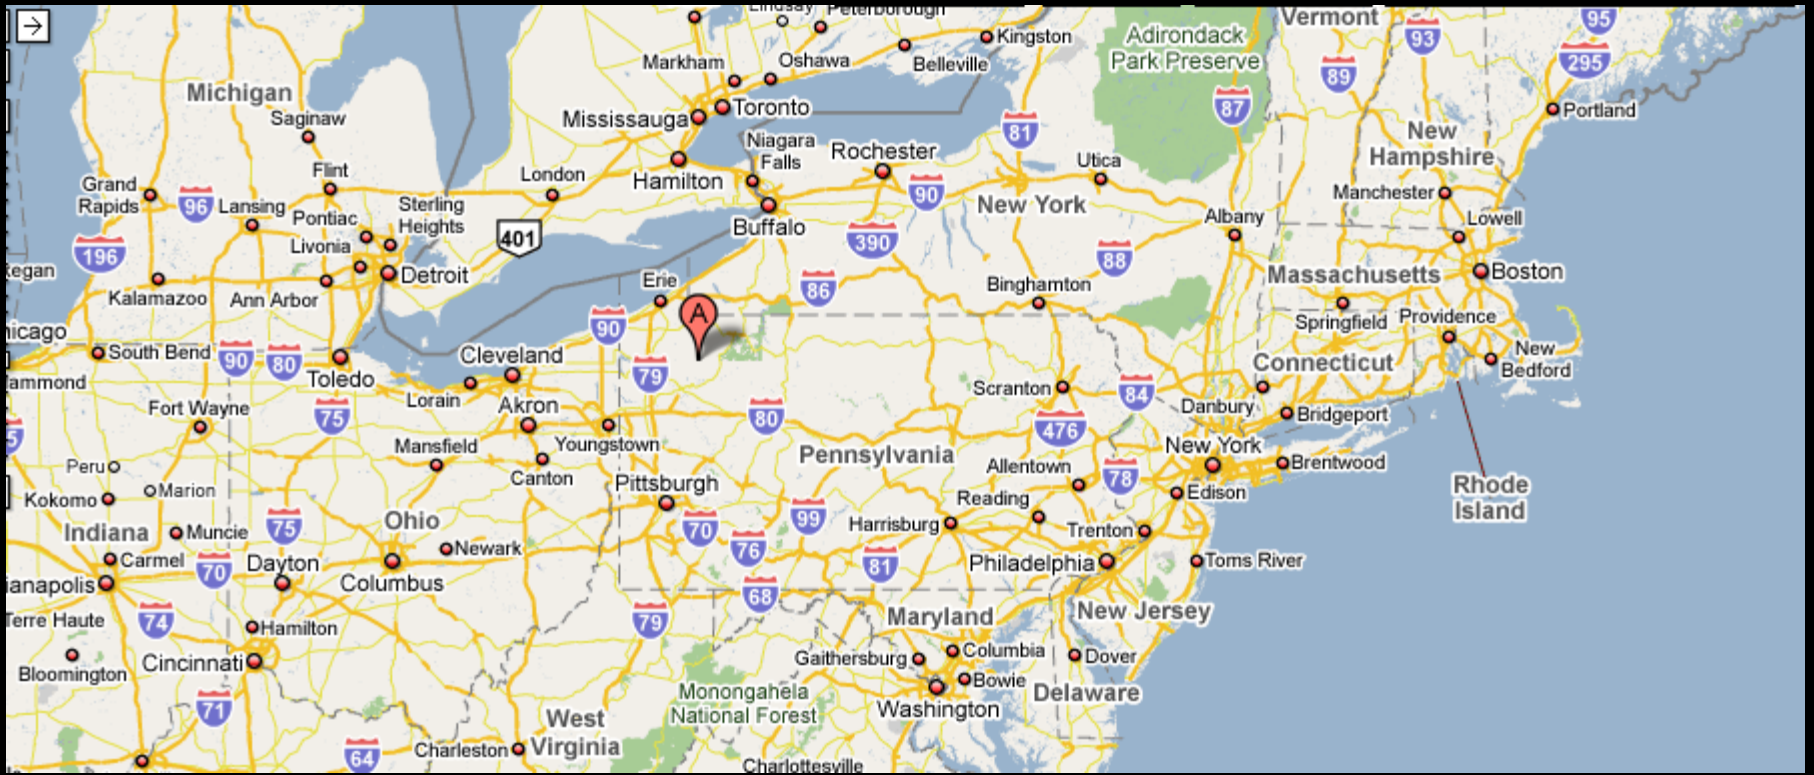 Lindsay
Peterborough
Vermont
95
93
Kingston
Adirondack
Park Preserve
Markham
Oshawa
Belleville
295
89
Michigan
Toronto
87
Portland
Saginaw
Mississauga
81
New
Hampshire
Niagara
Falls
Rochester
Utica
Flint
London
Hamilton
Grand
Rapids
96
Lansing
Sterling
Heights
90
New York
Manchester
Pontiac
Buffalo
Albany
Lowell
401
390
Livonia
196
88
kegan
Detroit
Massachusetts
Boston
Erie
86
Binghamton
Kalamazoo
Ann Arbor
A
90
Springfield
Providence
hicago
South Bend
90
80
Cleveland
New
Bedford
Connecticut
79
ammond
Toledo
Scranton
84
Lorain
Akron
Danbury
Fort Wayne
75
80
476
Bridgeport
5
Mansfield
Youngstown
Pennsylvania
New York
Peru
Canton
Allentown
78
Brentwood
Marion
Pittsburgh
Kokomo
Reading
Edison
Rhode
Island
Indiana
Muncie
75
Ohio
70
99
Harrisburg
Trenton
Newark
76
Carmel
70
Dayton
81
Philadelphia
Toms River
ianapolis
Columbus
68
Terre Haute
74
79
Maryland
New Jersey
Hamilton
Columbia
Cincinnati
Gaithersburg
Dover
Bloomington
Bowie
Monongahela
National Forest
Delaware
71
Washington
West
Virginia
64
Charleston
Charlottesville